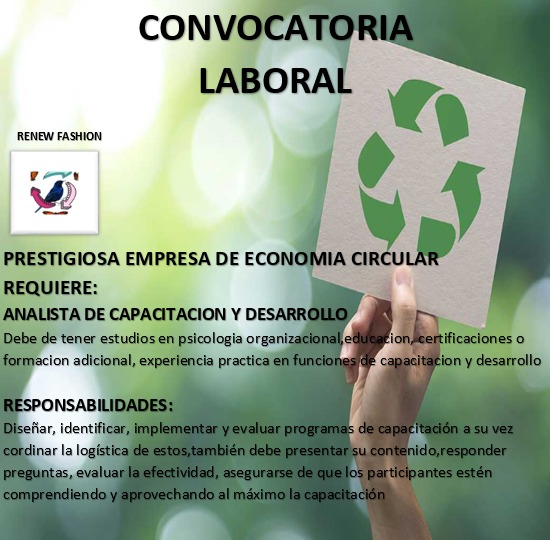 CONVOCATORIA
LABORAL
RENEW FASHION
PRESTIGIOSA EMPRESA DE ECONOMIA CIRCULAR
REQUIERE:
ANALISTA DE CAPACITACION Y DESARROLLO
Debe de tener estudios en psicologia organizacional,educacion, certificaciones o
formacion adicional, experiencia practica en funciones de capacitacion y desarrollo
RESPONSABILIDADES:
Diseñar, identificar, implementar y evaluar programas de capacitación a su vez
cordinar la logística de estos,también debe presentar su contenido,responder
preguntas, evaluar la efectividad, asegurarse de que los participantes estén
comprendiendo y aprovechando al máximo la capacitación